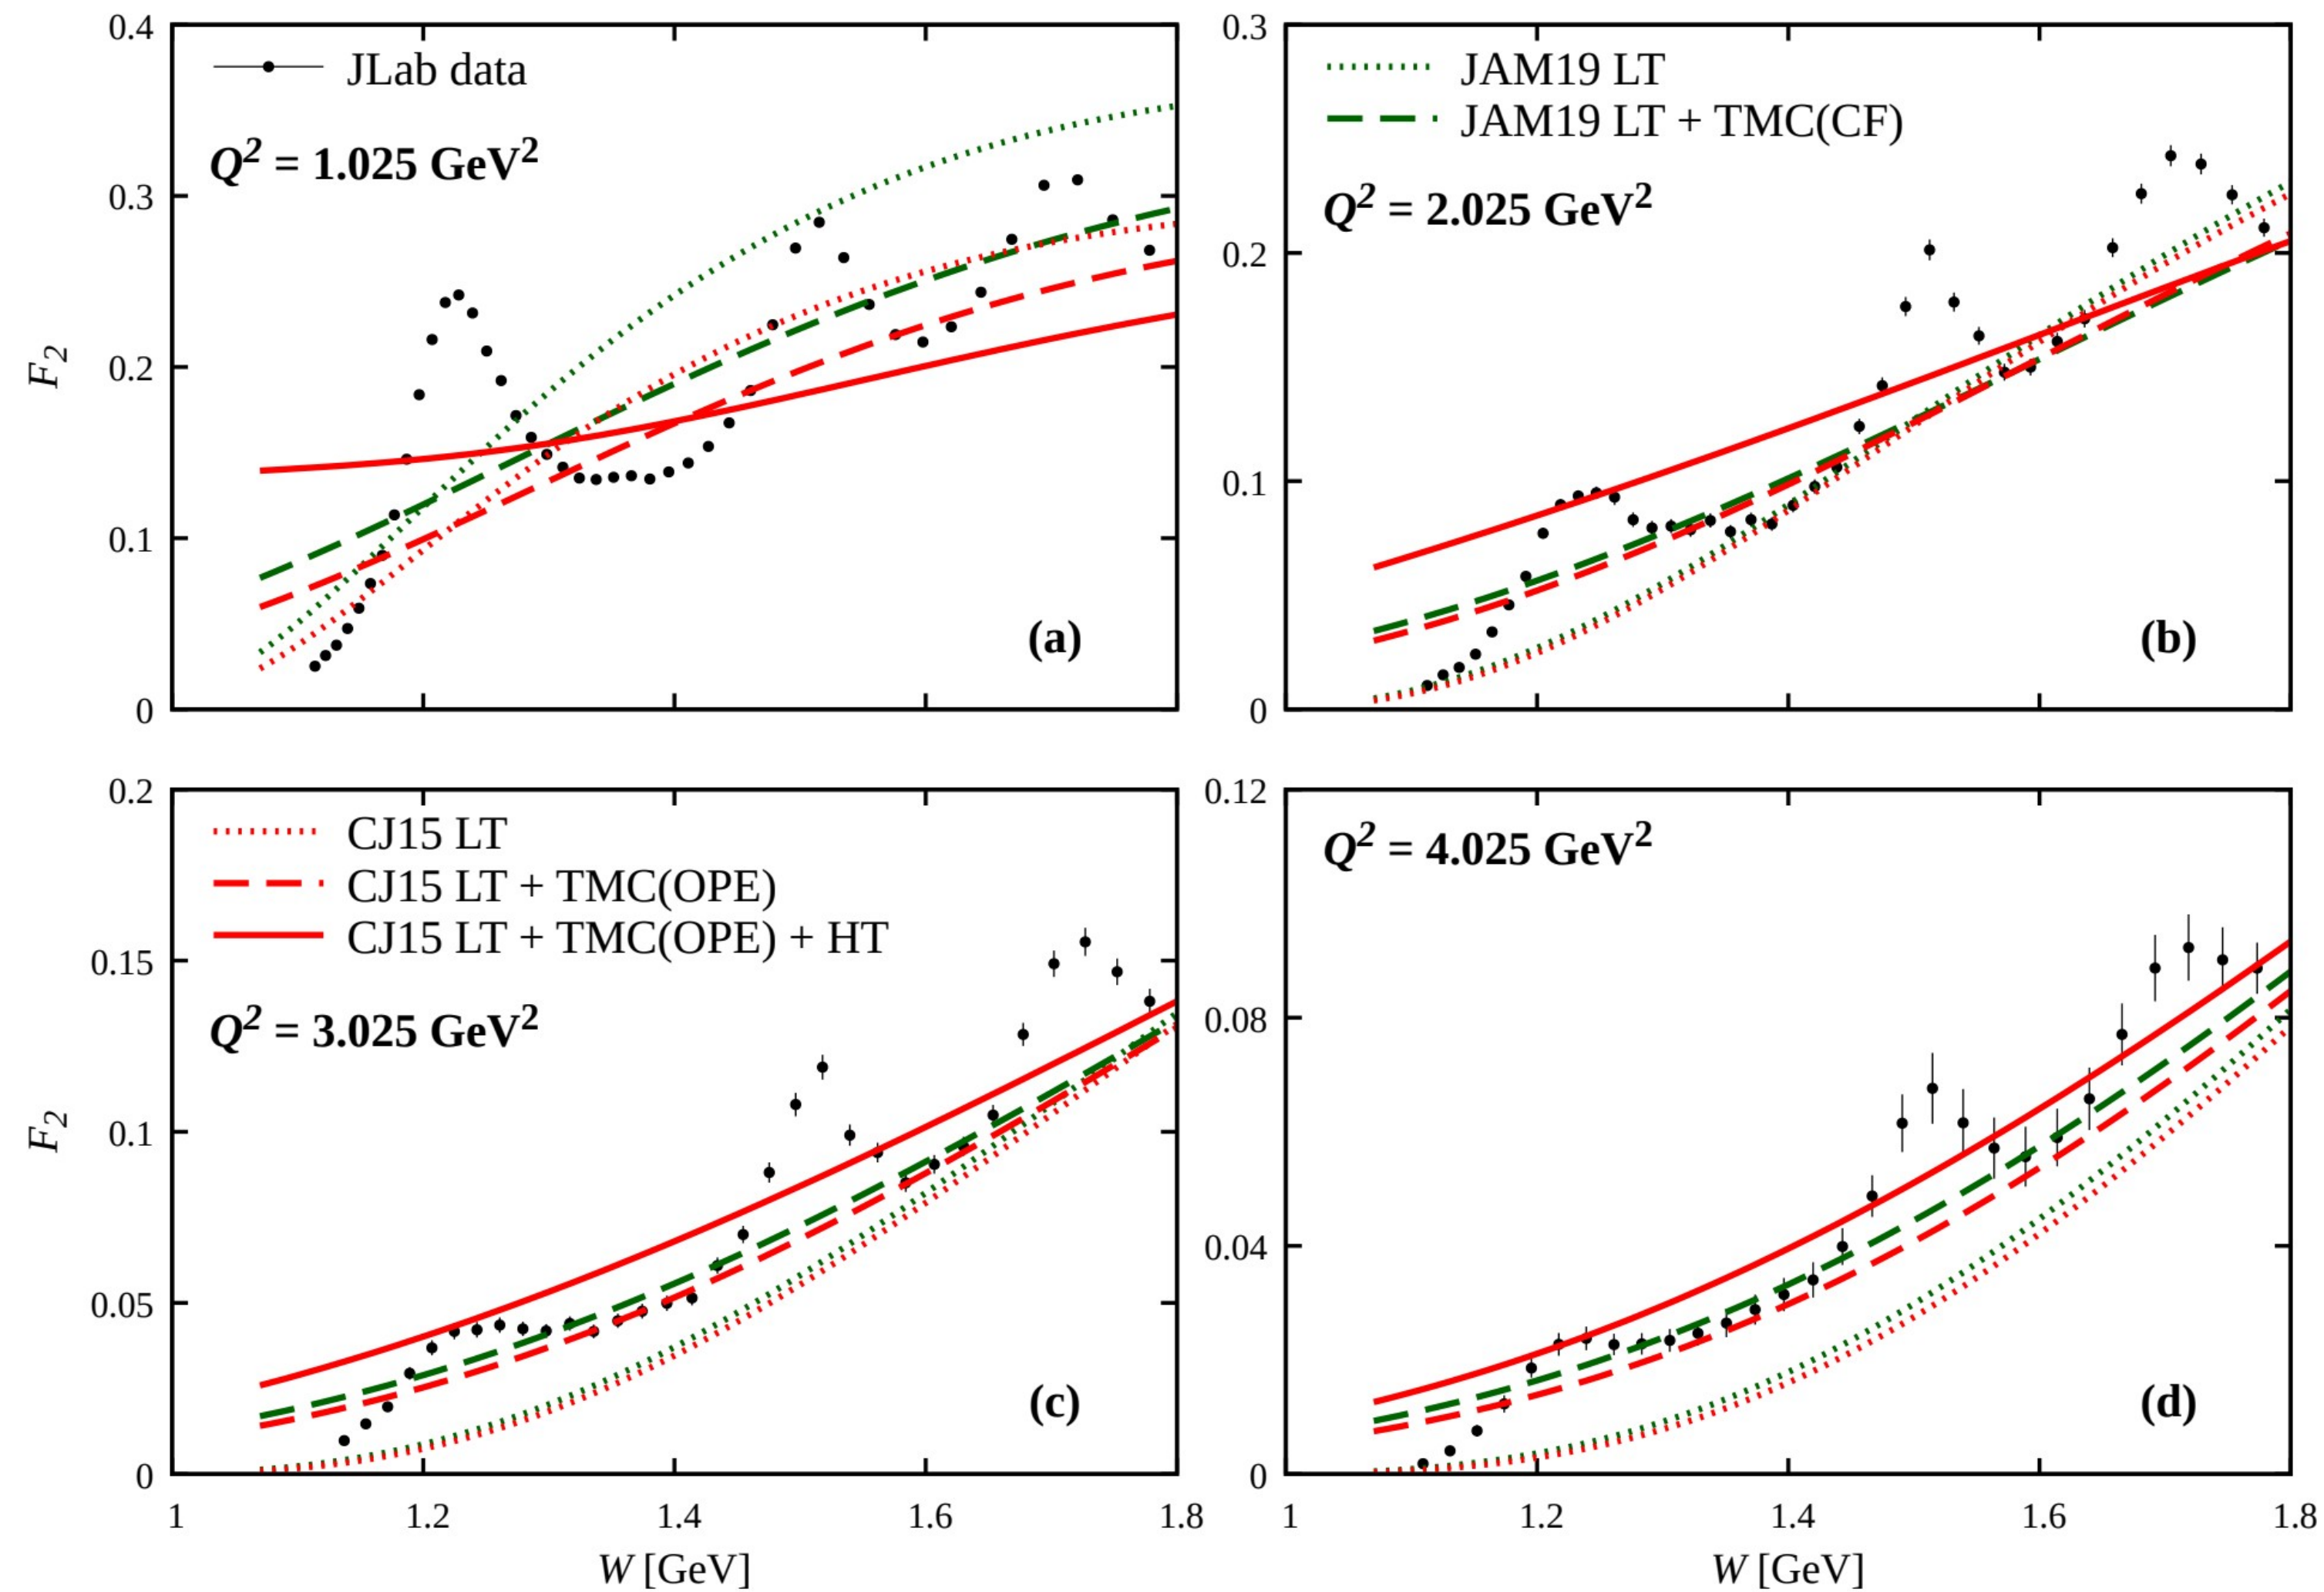 0.4
0.3
0.2
0.1
0
F2
JLab data
Q2 = 1.025 GeV2
(a)
0.3
0.2
0.1
0
JAM19 LT
JAM19 LT + TMC(CF)
Q2 = 2.025 GeV2
(b)
0.2
0.15
0.1
0.05
0
F2
CJ15 LT
CJ15 LT + TMC(OPE)
CJ15 LT + TMC(OPE) + HT
Q2 = 3.025 GeV2
(c)
1 1.2 1.4 1.6 1.8
W [GeV]
0.12
0.08
0.04
0
Q2 = 4.025 GeV2
(d)
1 1.2 1.4 1.6 1.8
W [GeV]